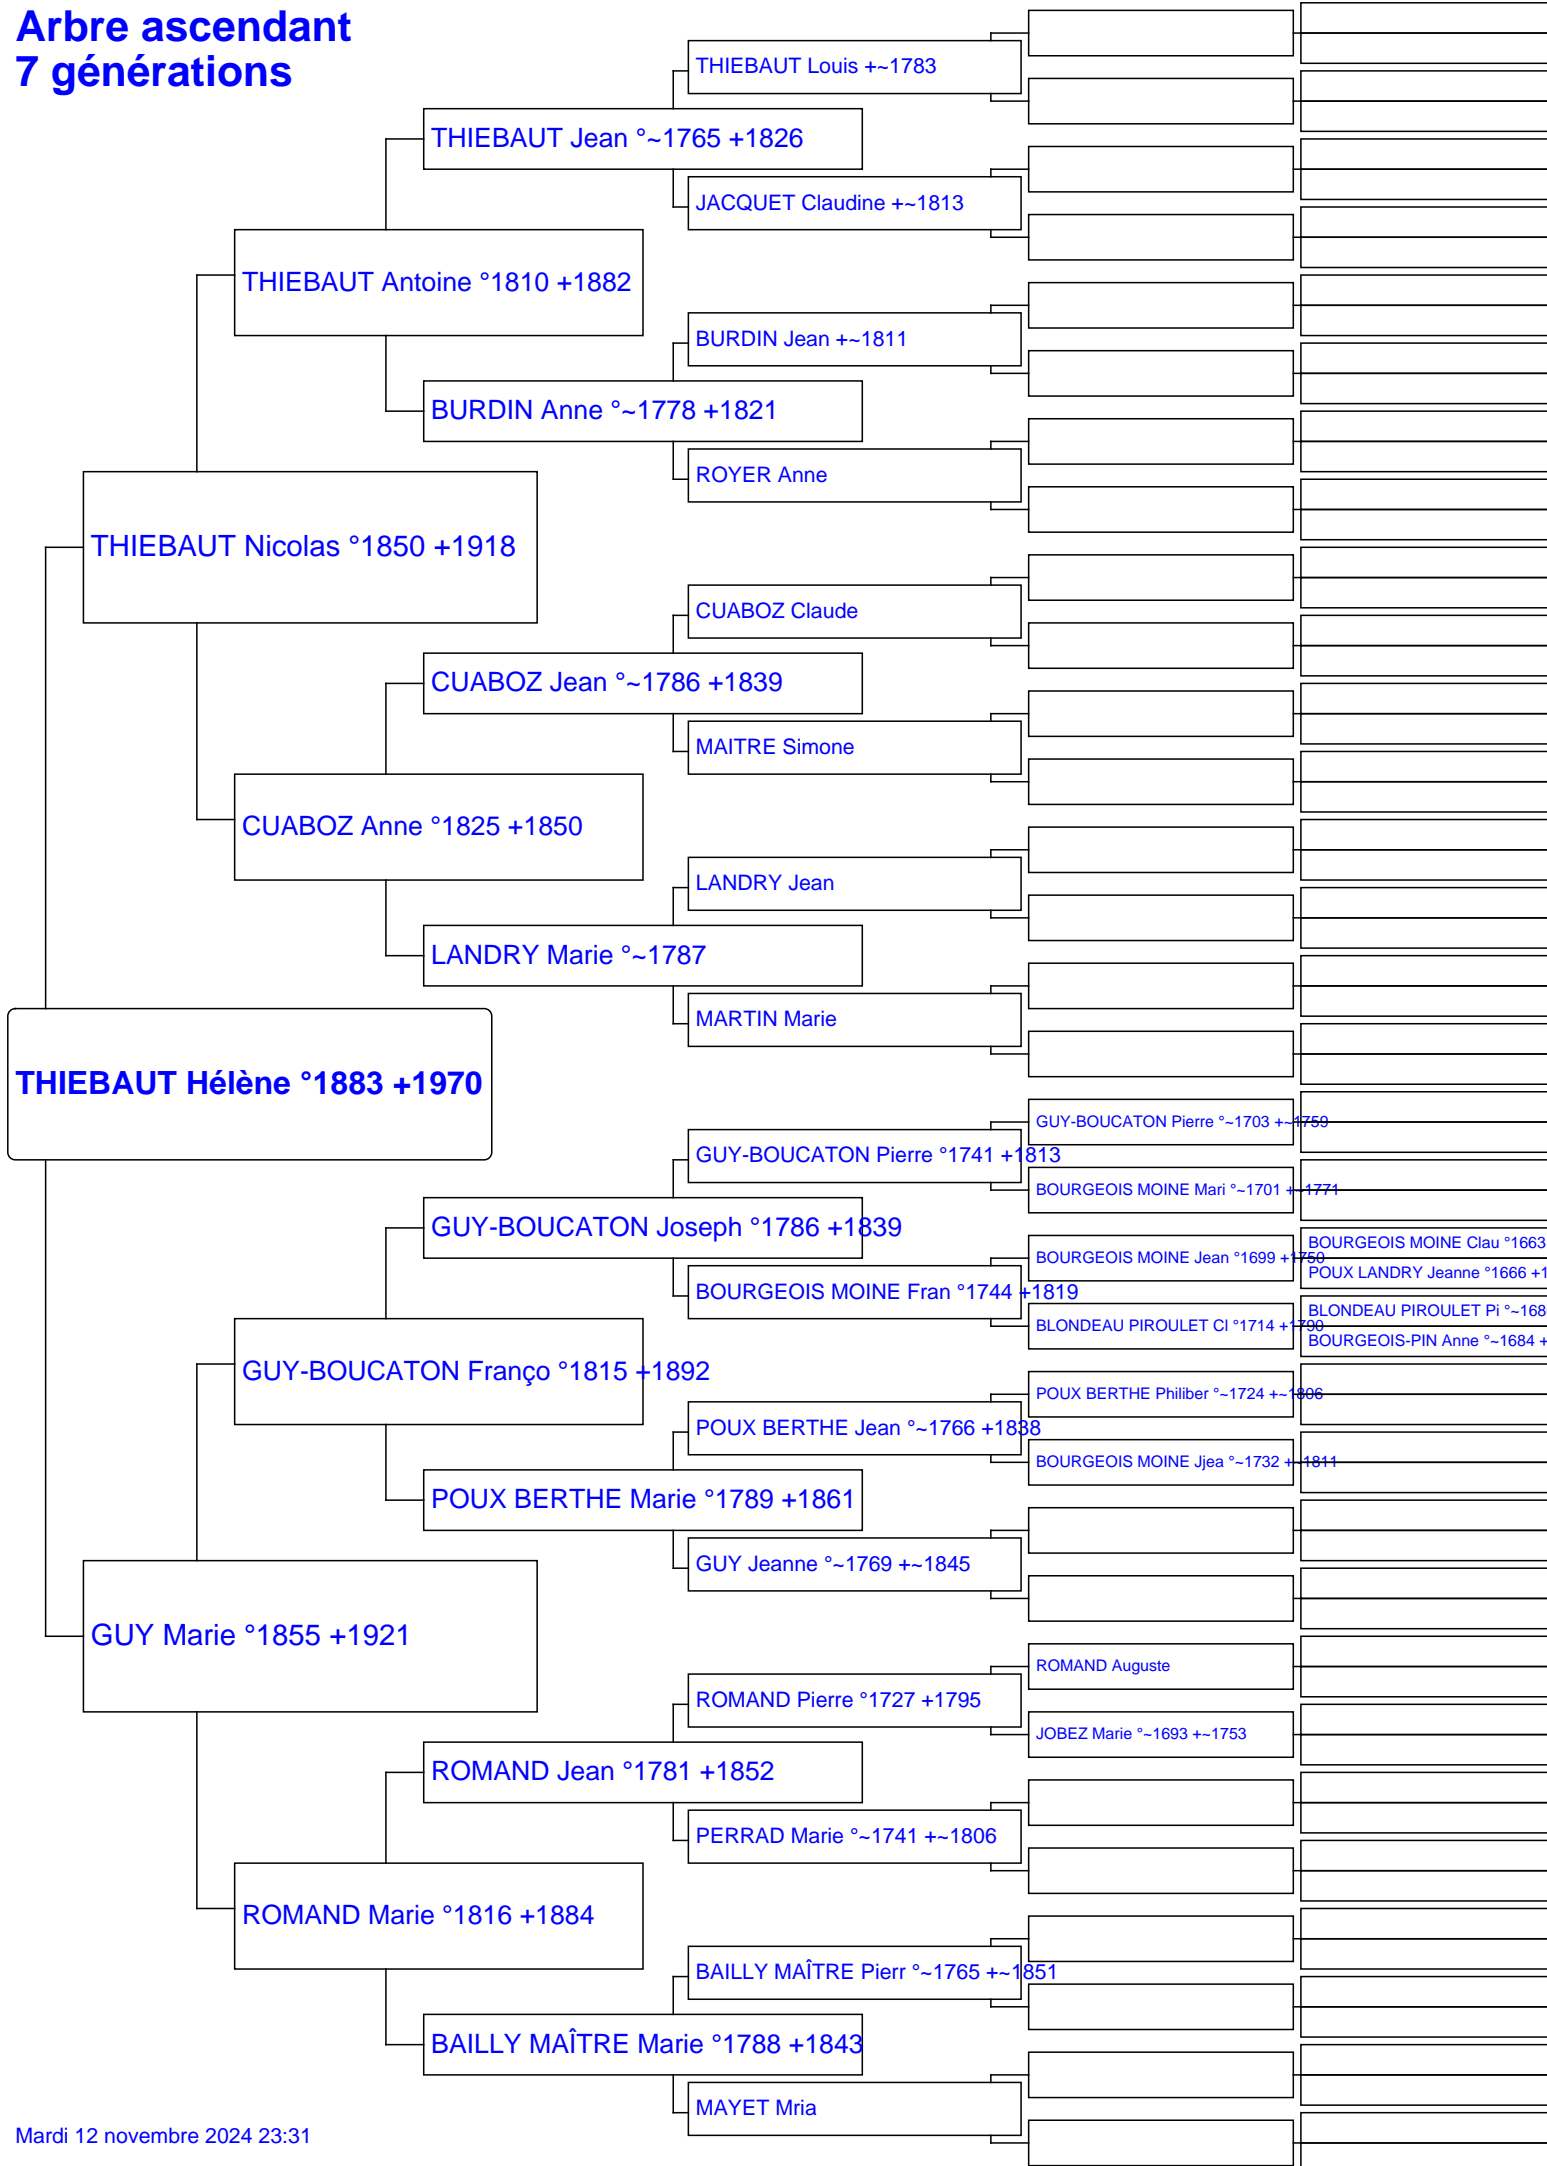 Arbre ascendant
7 générations
THIEBAUT Louis +~1783
THIEBAUT Jean °~1765 +1826
JACQUET Claudine +~1813
THIEBAUT Antoine °1810 +1882
BURDIN Jean +~1811
BURDIN Anne °~1778 +1821
ROYER Anne
THIEBAUT Nicolas °1850 +1918
CUABOZ Claude
CUABOZ Jean °~1786 +1839
MAITRE Simone
CUABOZ Anne °1825 +1850
LANDRY Jean
LANDRY Marie °~1787
MARTIN Marie
THIEBAUT Hélène °1883 +1970
GUY-BOUCATON Pierre °~1703 +~1759
GUY-BOUCATON Pierre °1741 +1813
BOURGEOIS MOINE Mari °~1701 +~1771
GUY-BOUCATON Joseph °1786 +1839
BOURGEOIS MOINE Clau °1663
BOURGEOIS MOINE Jean °1699 +1750
POUX LANDRY Jeanne °1666 +1
BOURGEOIS MOINE Fran °1744 +1819
BLONDEAU PIROULET Pi °~168
BLONDEAU PIROULET Cl °1714 +1790
BOURGEOIS-PIN Anne °~1684 +
GUY-BOUCATON Franço °1815 +1892
POUX BERTHE Philiber °~1724 +~1806
POUX BERTHE Jean °~1766 +1838
BOURGEOIS MOINE Jjea °~1732 +~1811
POUX BERTHE Marie °1789 +1861
GUY Jeanne °~1769 +~1845
GUY Marie °1855 +1921
ROMAND Auguste
ROMAND Pierre °1727 +1795
JOBEZ Marie °~1693 +~1753
ROMAND Jean °1781 +1852
PERRAD Marie °~1741 +~1806
ROMAND Marie °1816 +1884
BAILLY MAÎTRE Pierr °~1765 +~1851
BAILLY MAÎTRE Marie °1788 +1843
MAYET Mria
Mardi 12 novembre 2024 23:31